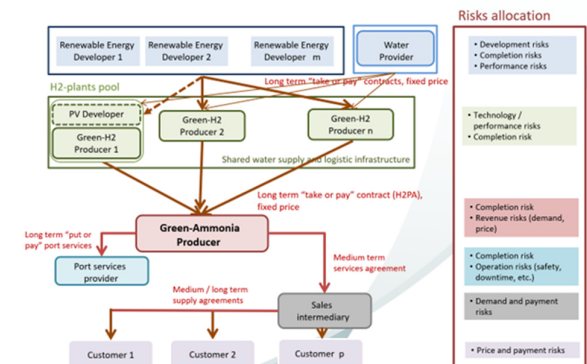 Risks allocation
Renewable Energy
Developer 1
Renewable Energy
Developer 2
Renewable Energy
Developer m
Water
Provider
• Development risks
• Completion risks
• Performance risks
Long term “take or pay” contracts, fixed price
H2-plants pool
PV Developer
Green-H2
Producer 1
Green-H2
Producer 2
Green-H2
Producer n
• Technology /
performance risks
• Completion risk
Shared water supply and logistic infrastructure
Long term “take or pay” contract (H2PA),
fixed price
Green-Ammonia
Producer
• Completion risk
• Revenue risks (demand,
price)
Long term “put or
pay” port services
Port services
provider
Medium term
services agreement
• Completion risk
• Operation risks (safety,
downtime, etc.)
Medium / long term
supply agreements
Sales
intermediary
• Demand and payment
risks
Customer 1
Customer 2
Customer p
• Price and payment risks